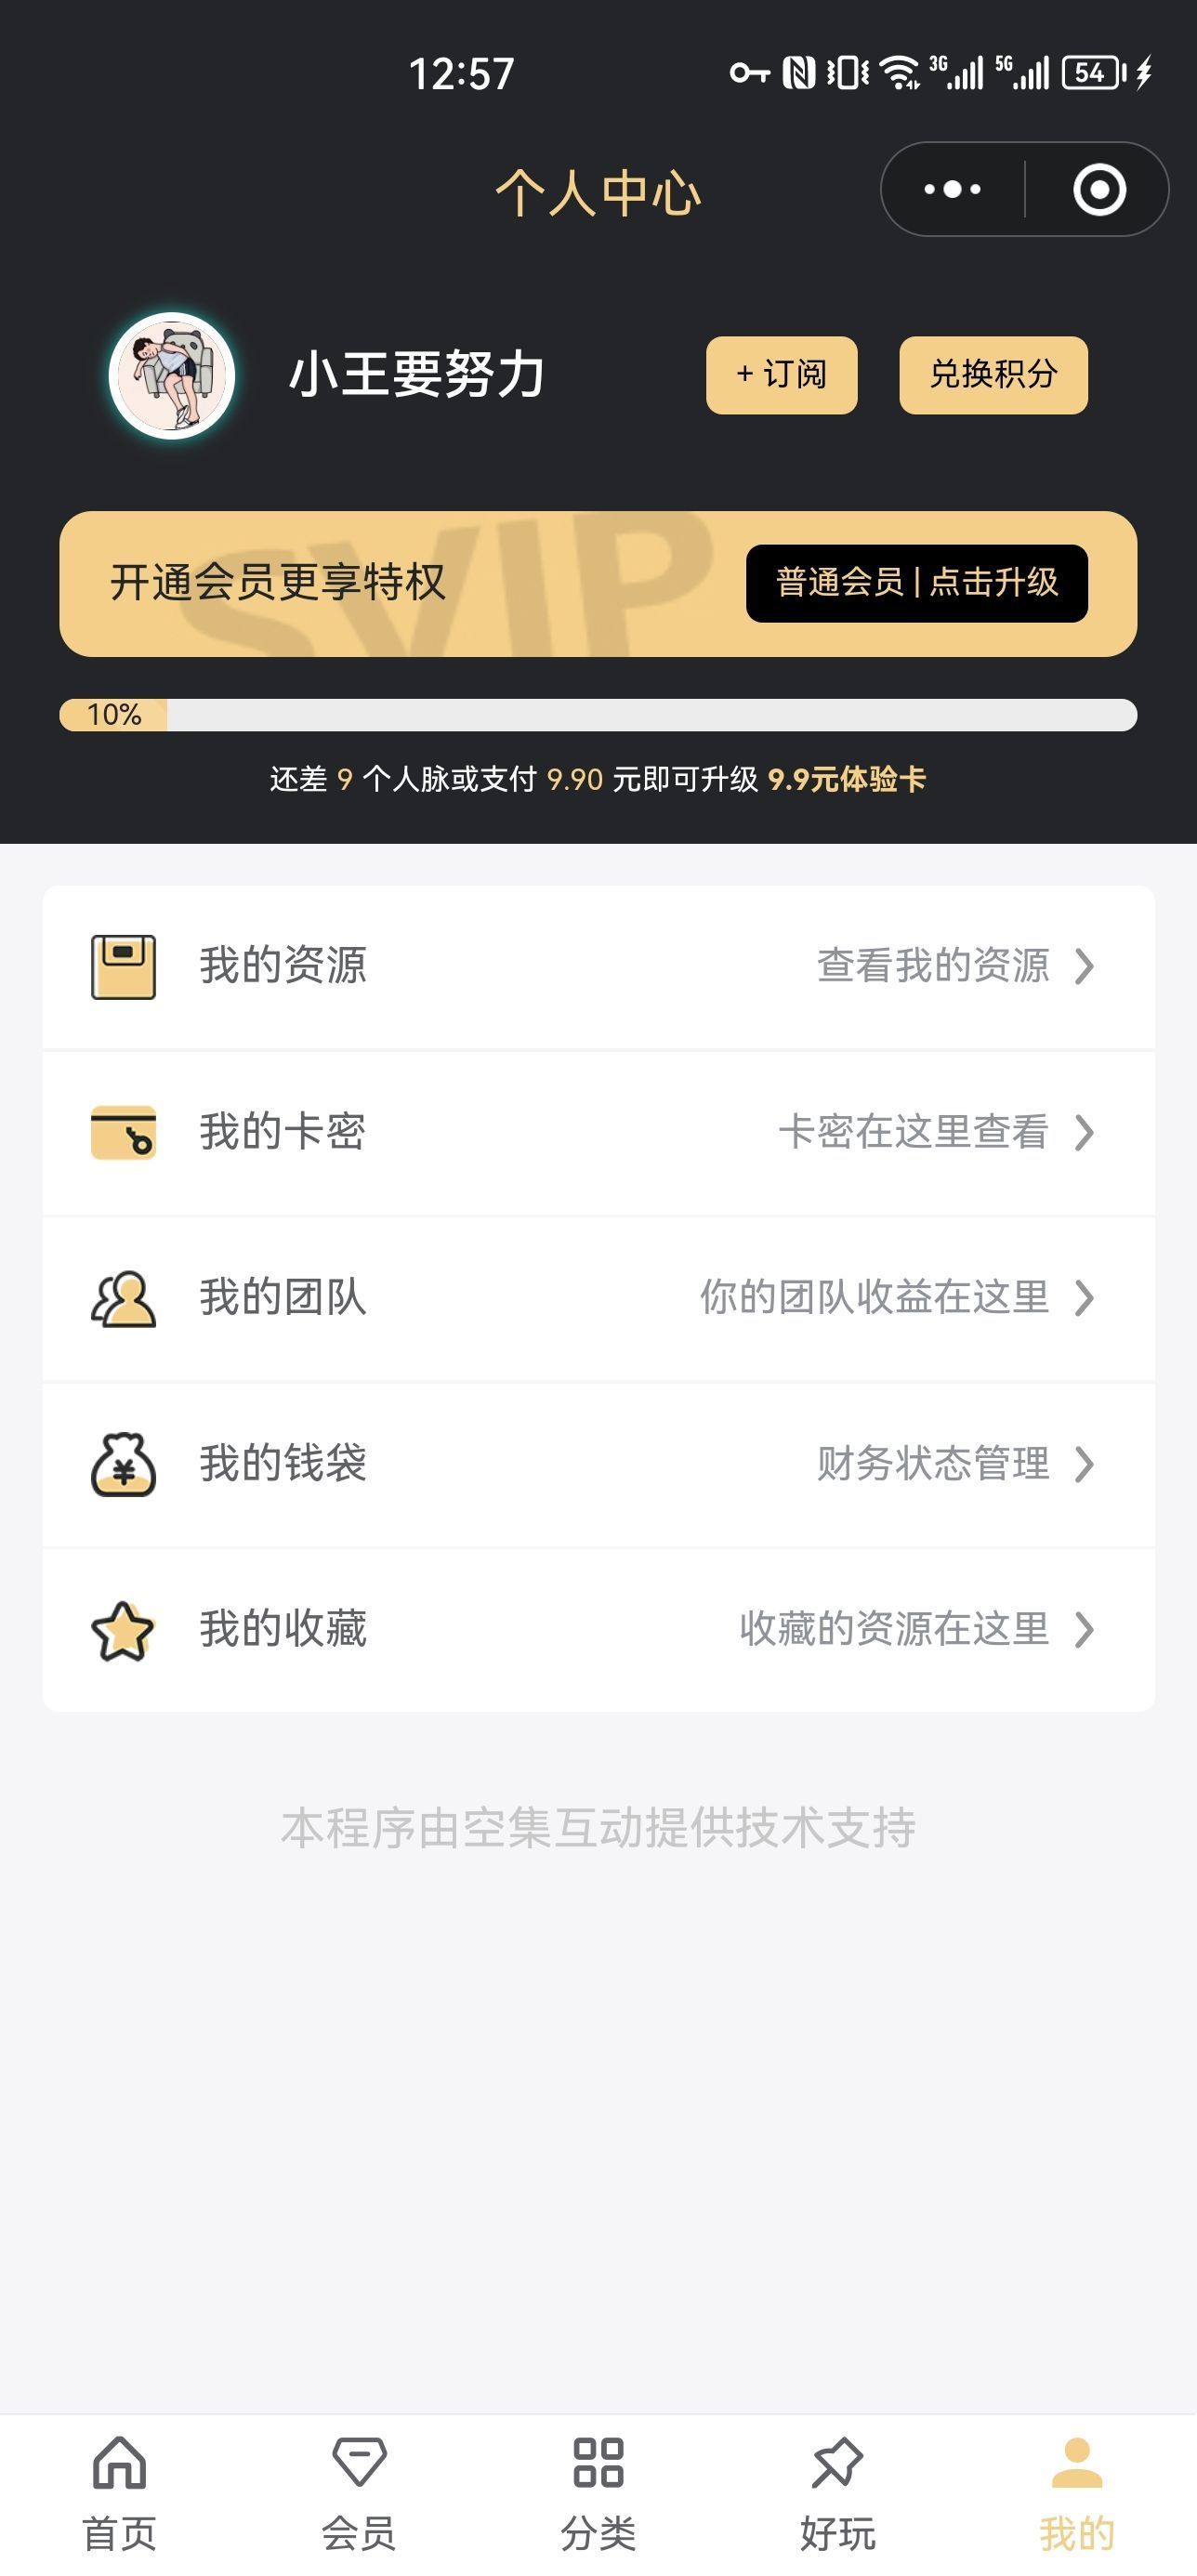 12:57
3G 5G 54
个人中心
小王要努力
+ 订阅
兑换积分
SVIP
开通会员更享特权
普通会员 | 点击升级
10%
还差 9 个人脉或支付 9.90 元即可升级 9.9元体验卡
我的资源 查看我的资源
我的卡密 卡密在这里查看
我的团队 你的团队收益在这里
我的钱袋 财务状态管理
我的收藏 收藏的资源在这里
本程序由空集互动提供技术支持
首页 会员 分类 好玩 我的